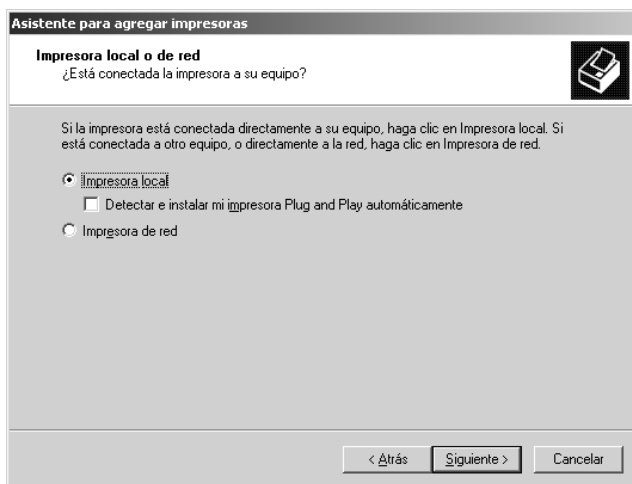 Asistente para agregar impresoras
Impresora local o de red
¿Está conectada la impresora a su equipo?
Si la impresora está conectada directamente a su equipo, haga clic en Impresora local. Si
está conectada a otro equipo, o directamente a la red, haga clic en Impresora de red.
Impresora local
Detectar e instalar mi impresora Plug and Play automáticamente
Impresora de red
< Atrás
Siguiente >
Cancelar